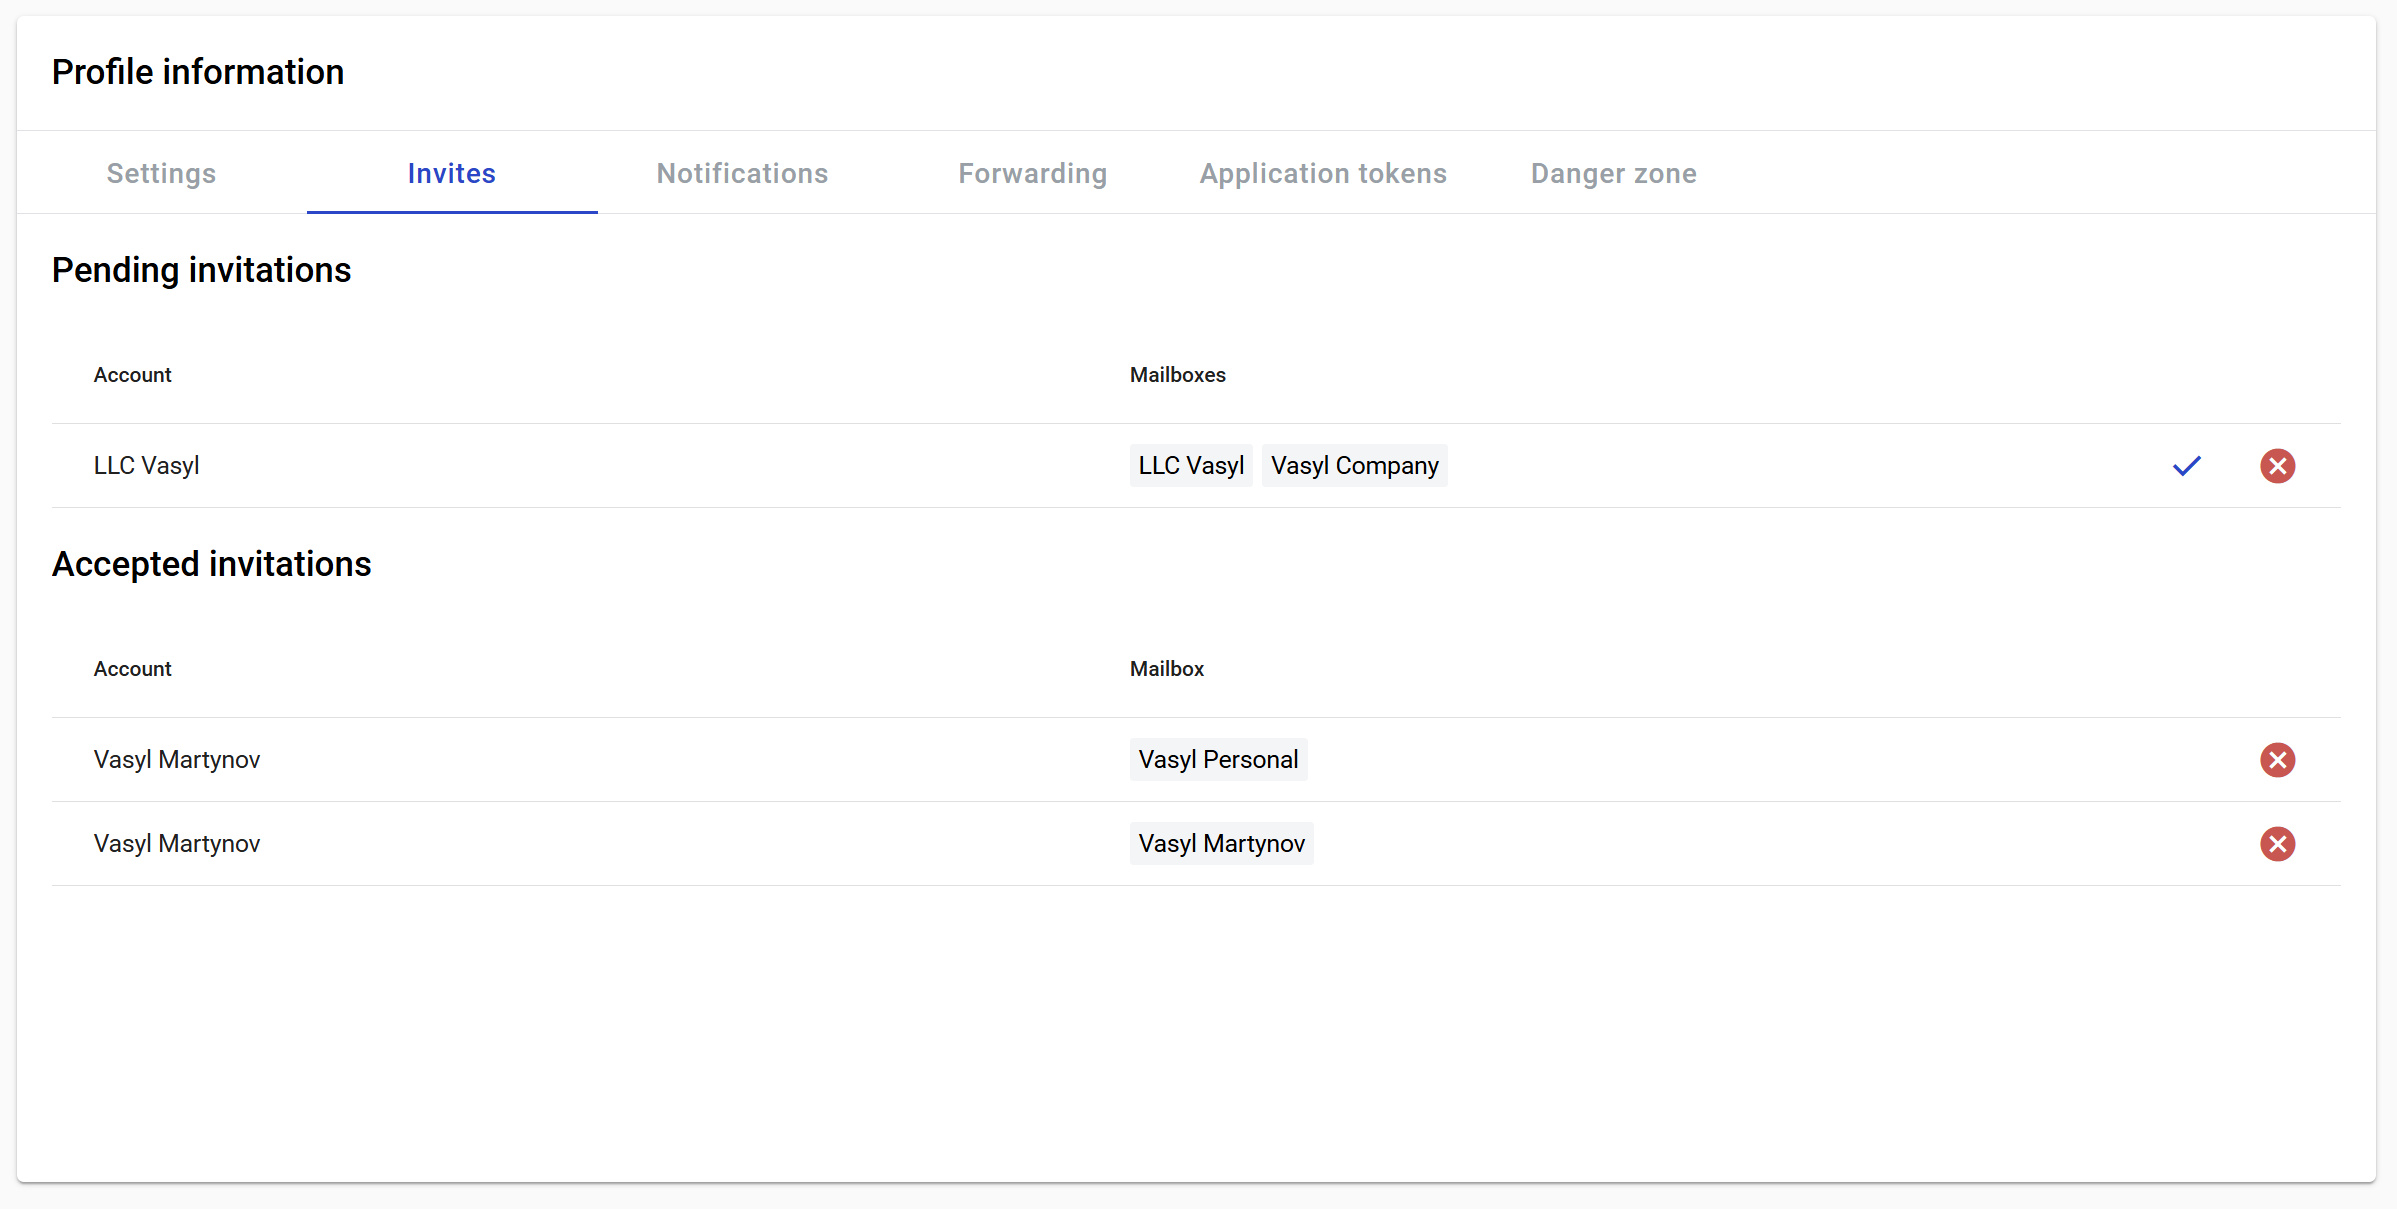 Profile information
Settings Invites Notifications Forwarding Application tokens Danger zone
Pending invitations
Account Mailboxes
LLC Vasyl LLC Vasyl Vasyl Company
Accepted invitations
Account Mailbox
Vasyl Martynov Vasyl Personal
Vasyl Martynov Vasyl Martynov